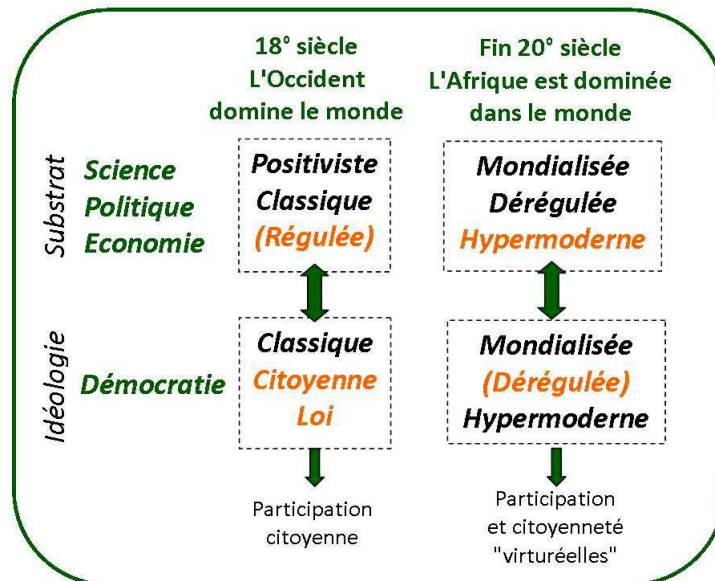 18° siècle
L'Occident
domine le monde
Fin 20° siècle
L'Afrique est dominée
dans le monde
Substrat
Science
Politique
Economie
Positiviste
Classique
(Régulée)
Mondialisée
Dérégulée
Hypermoderne
Idéologie
Démocratie
Classique
Citoyenne
Loi
Mondialisée
(Dérégulée)
Hypermoderne
Participation
citoyenne
Participation
et citoyenneté
"virturéelles"